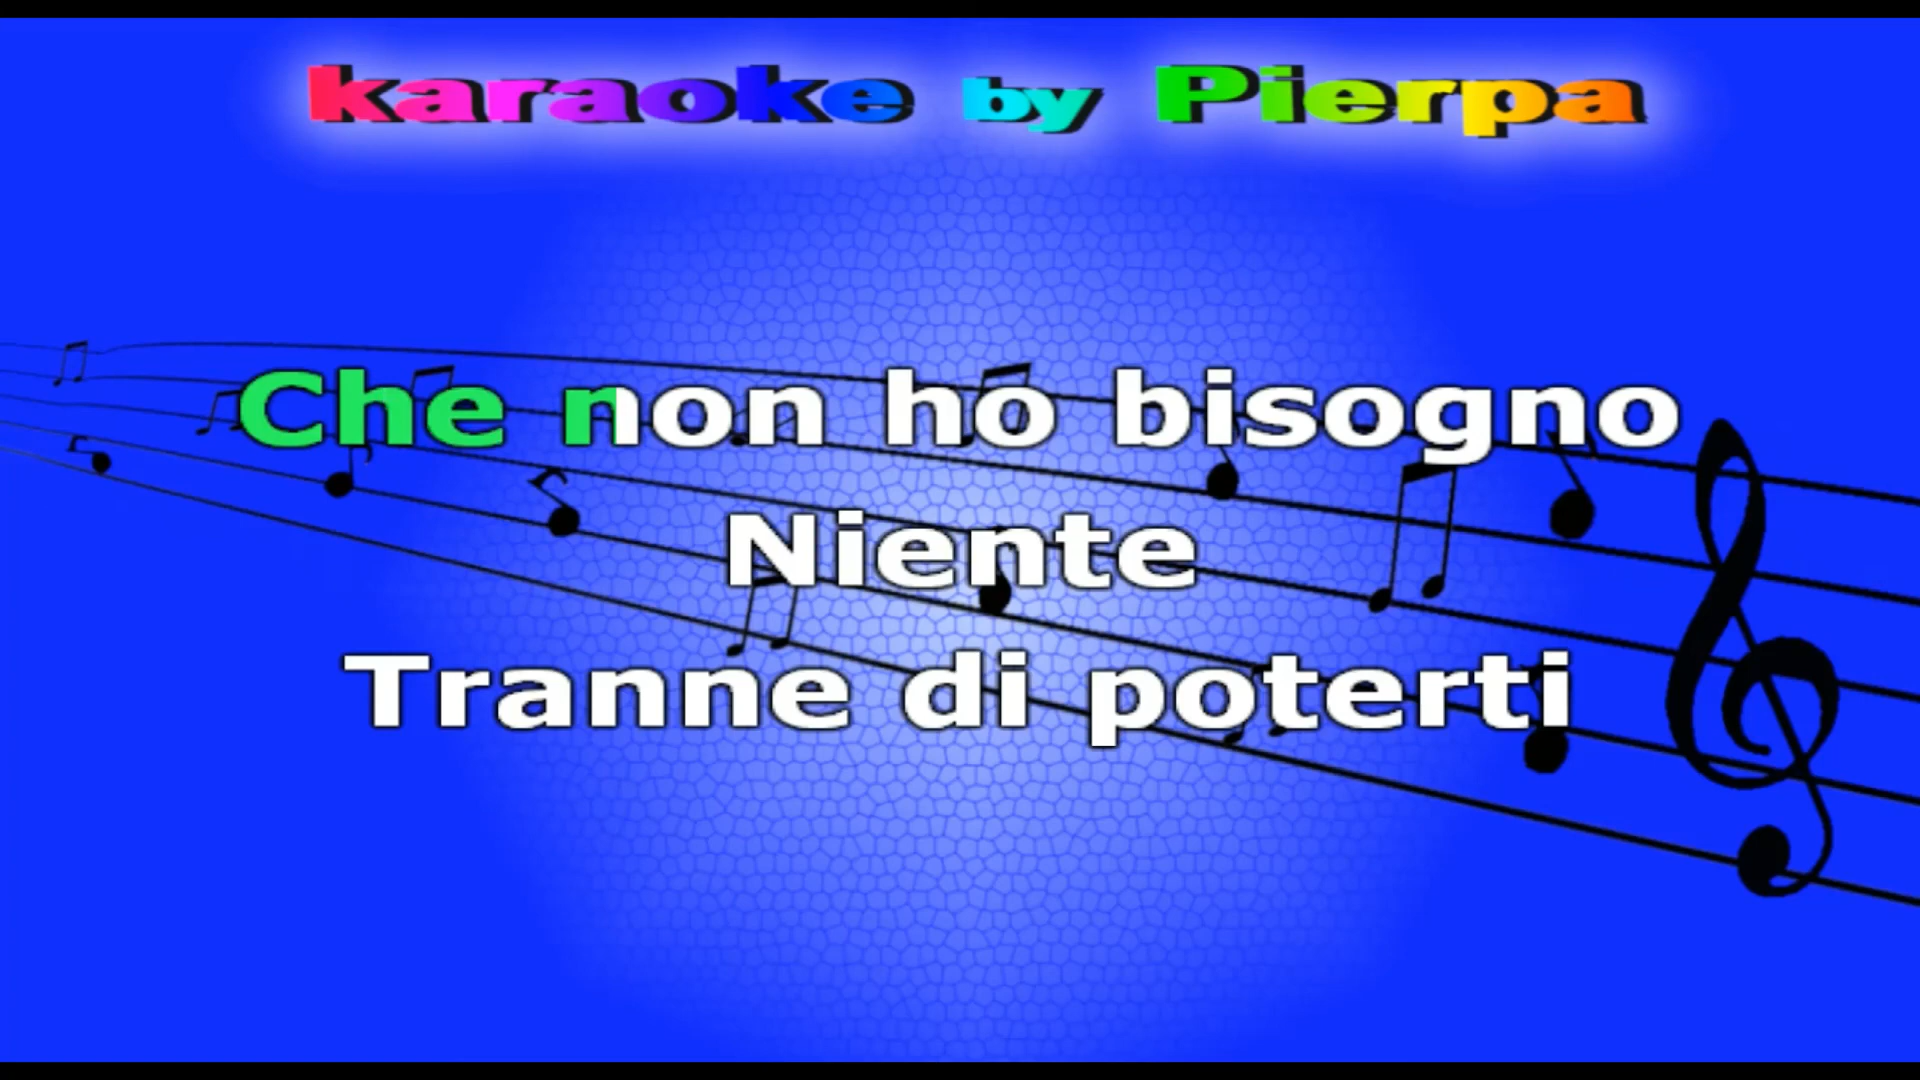 karaoke by Pierpa
Che non ho bisogno
Niente
Tranne di poterti